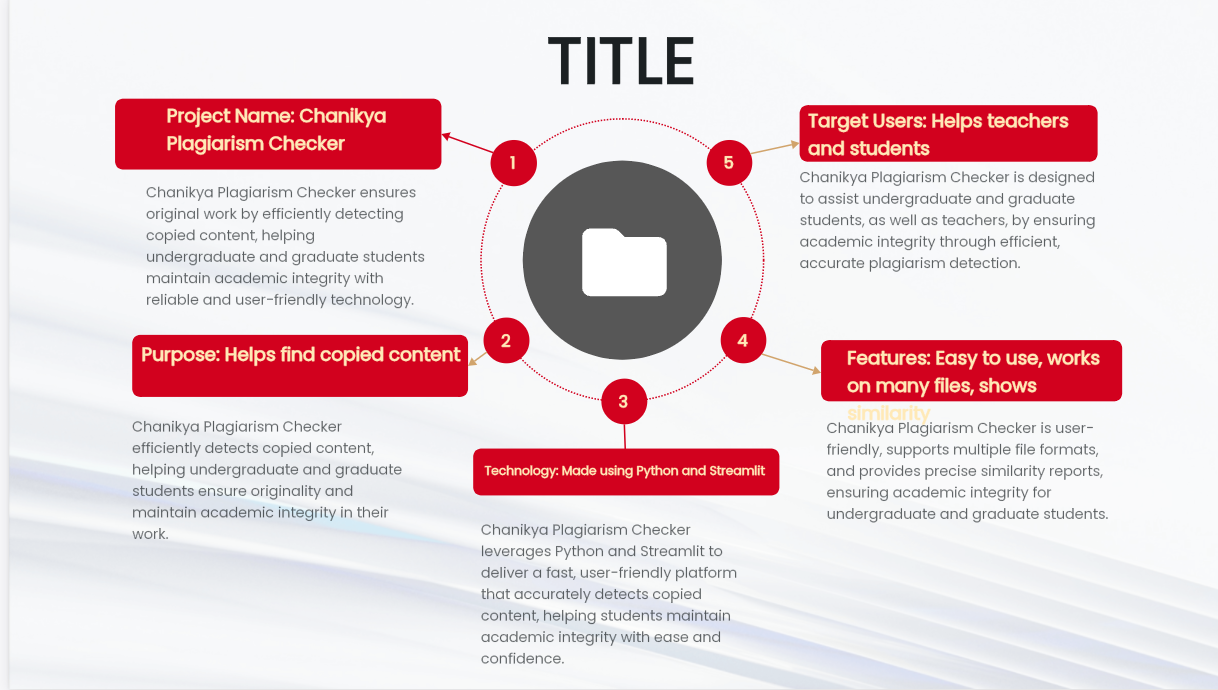 TITLE
Project Name: Chanikya
Plagiarism Checker
1
Chanikya Plagiarism Checker ensures
original work by efficiently detecting
copied content, helping
undergraduate and graduate students
maintain academic integrity with
reliable and user-friendly technology.
Purpose: Helps find copied content
2
Chanikya Plagiarism Checker
efficiently detects copied content,
helping undergraduate and graduate
students ensure originality and
maintain academic integrity in their
work.
3
Technology: Made using Python and Streamlit
Chanikya Plagiarism Checker
leverages Python and Streamlit to
deliver a fast, user-friendly platform
that accurately detects copied
content, helping students maintain
academic integrity with ease and
confidence.
4
Features: Easy to use, works
on many files, shows
similarity
Chanikya Plagiarism Checker is user-
friendly, supports multiple file formats,
and provides precise similarity reports,
ensuring academic integrity for
undergraduate and graduate students.
5
Target Users: Helps teachers
and students
Chanikya Plagiarism Checker is designed
to assist undergraduate and graduate
students, as well as teachers, by ensuring
academic integrity through efficient,
accurate plagiarism detection.